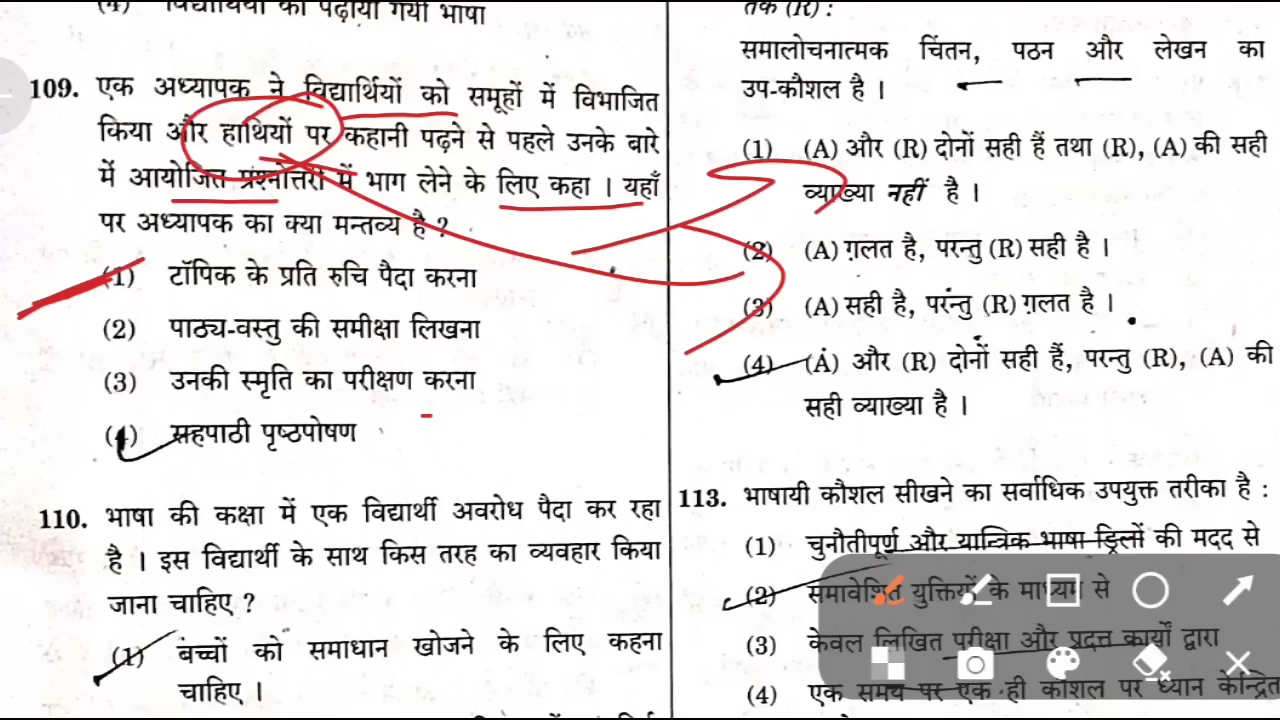 (4) विद्यार्थियों को पढ़ाया गयी भाषा
109. एक अध्यापक ने विद्यार्थियों को समूहों में विभाजित
किया और हाथियों पर कहानी पढ़ने से पहले उनके बारे
में आयोजित प्रश्नोत्तरी में भाग लेने के लिए कहा । यहाँ
पर अध्यापक का क्या मन्तव्य है ?
(1) टॉपिक के प्रति रुचि पैदा करना
(2) पाठ्य-वस्तु की समीक्षा लिखना
(3) उनकी स्मृति का परीक्षण करना
(4) सहपाठी पृष्ठपोषण
110. भाषा की कक्षा में एक विद्यार्थी अवरोध पैदा कर रहा
है । इस विद्यार्थी के साथ किस तरह का व्यवहार किया
जाना चाहिए ?
(1) बच्चों को समाधान खोजने के लिए कहना
चाहिए ।
तर्क (R) :
समालोचनात्मक चिंतन, पठन और लेखन का
उप-कौशल है ।
(1) (A) और (R) दोनों सही हैं तथा (R), (A) की सही
व्याख्या नहीं है ।
(2) (A) ग़लत है, परन्तु (R) सही है ।
(3) (A) सही है, परंन्तु (R) ग़लत है ।
(4) (A) और (R) दोनों सही हैं, परन्तु (R), (A) की
सही व्याख्या है ।
113. भाषायी कौशल सीखने का सर्वाधिक उपयुक्त तरीका है :
(1) चुनौतीपूर्ण और यान्त्रिक भाषा ड्रिलों की मदद से
(2) समावेशित युक्तियों के माध्यम से
(3) केवल लिखित परीक्षा और प्रदत्त कार्यों द्वारा
(4) एक समय पर एक ही कौशल पर ध्यान केन्द्रित